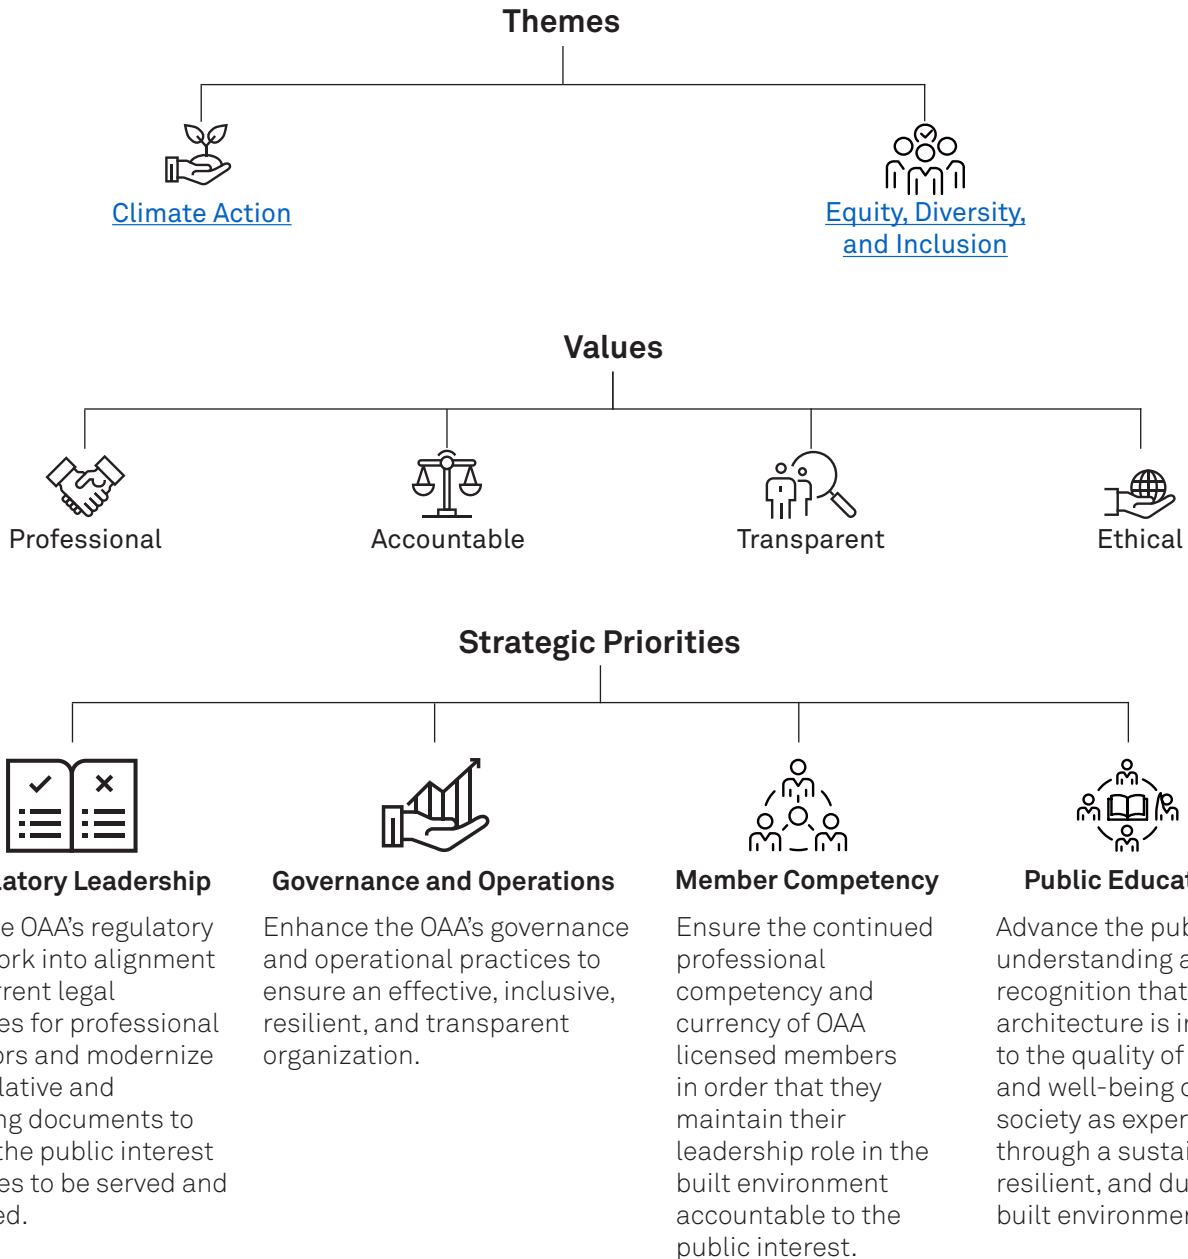 Themes
Climate Action
Equity, Diversity,
and Inclusion
Values
Professional
Accountable
Transparent
Ethical
Strategic Priorities
latory Leadership
e OAA's regulatory
ork into alignment
rrent legal
es for professional
ors and modernize
lative and
ng documents to
the public interest
es to be served and
ed.
Governance and Operations
Enhance the OAA's governance
and operational practices to
ensure an effective, inclusive,
resilient, and transparent
organization.
Member Competency
Ensure the continued
professional
competency and
currency of OAA
licensed members
in order that they
maintain their
leadership role in the
built environment
accountable to the
public interest.
Public Educat
Advance the pub
understanding a
recognition that
architecture is in
to the quality of
and well-being o
society as exper
through a sustai
resilient, and du
built environme